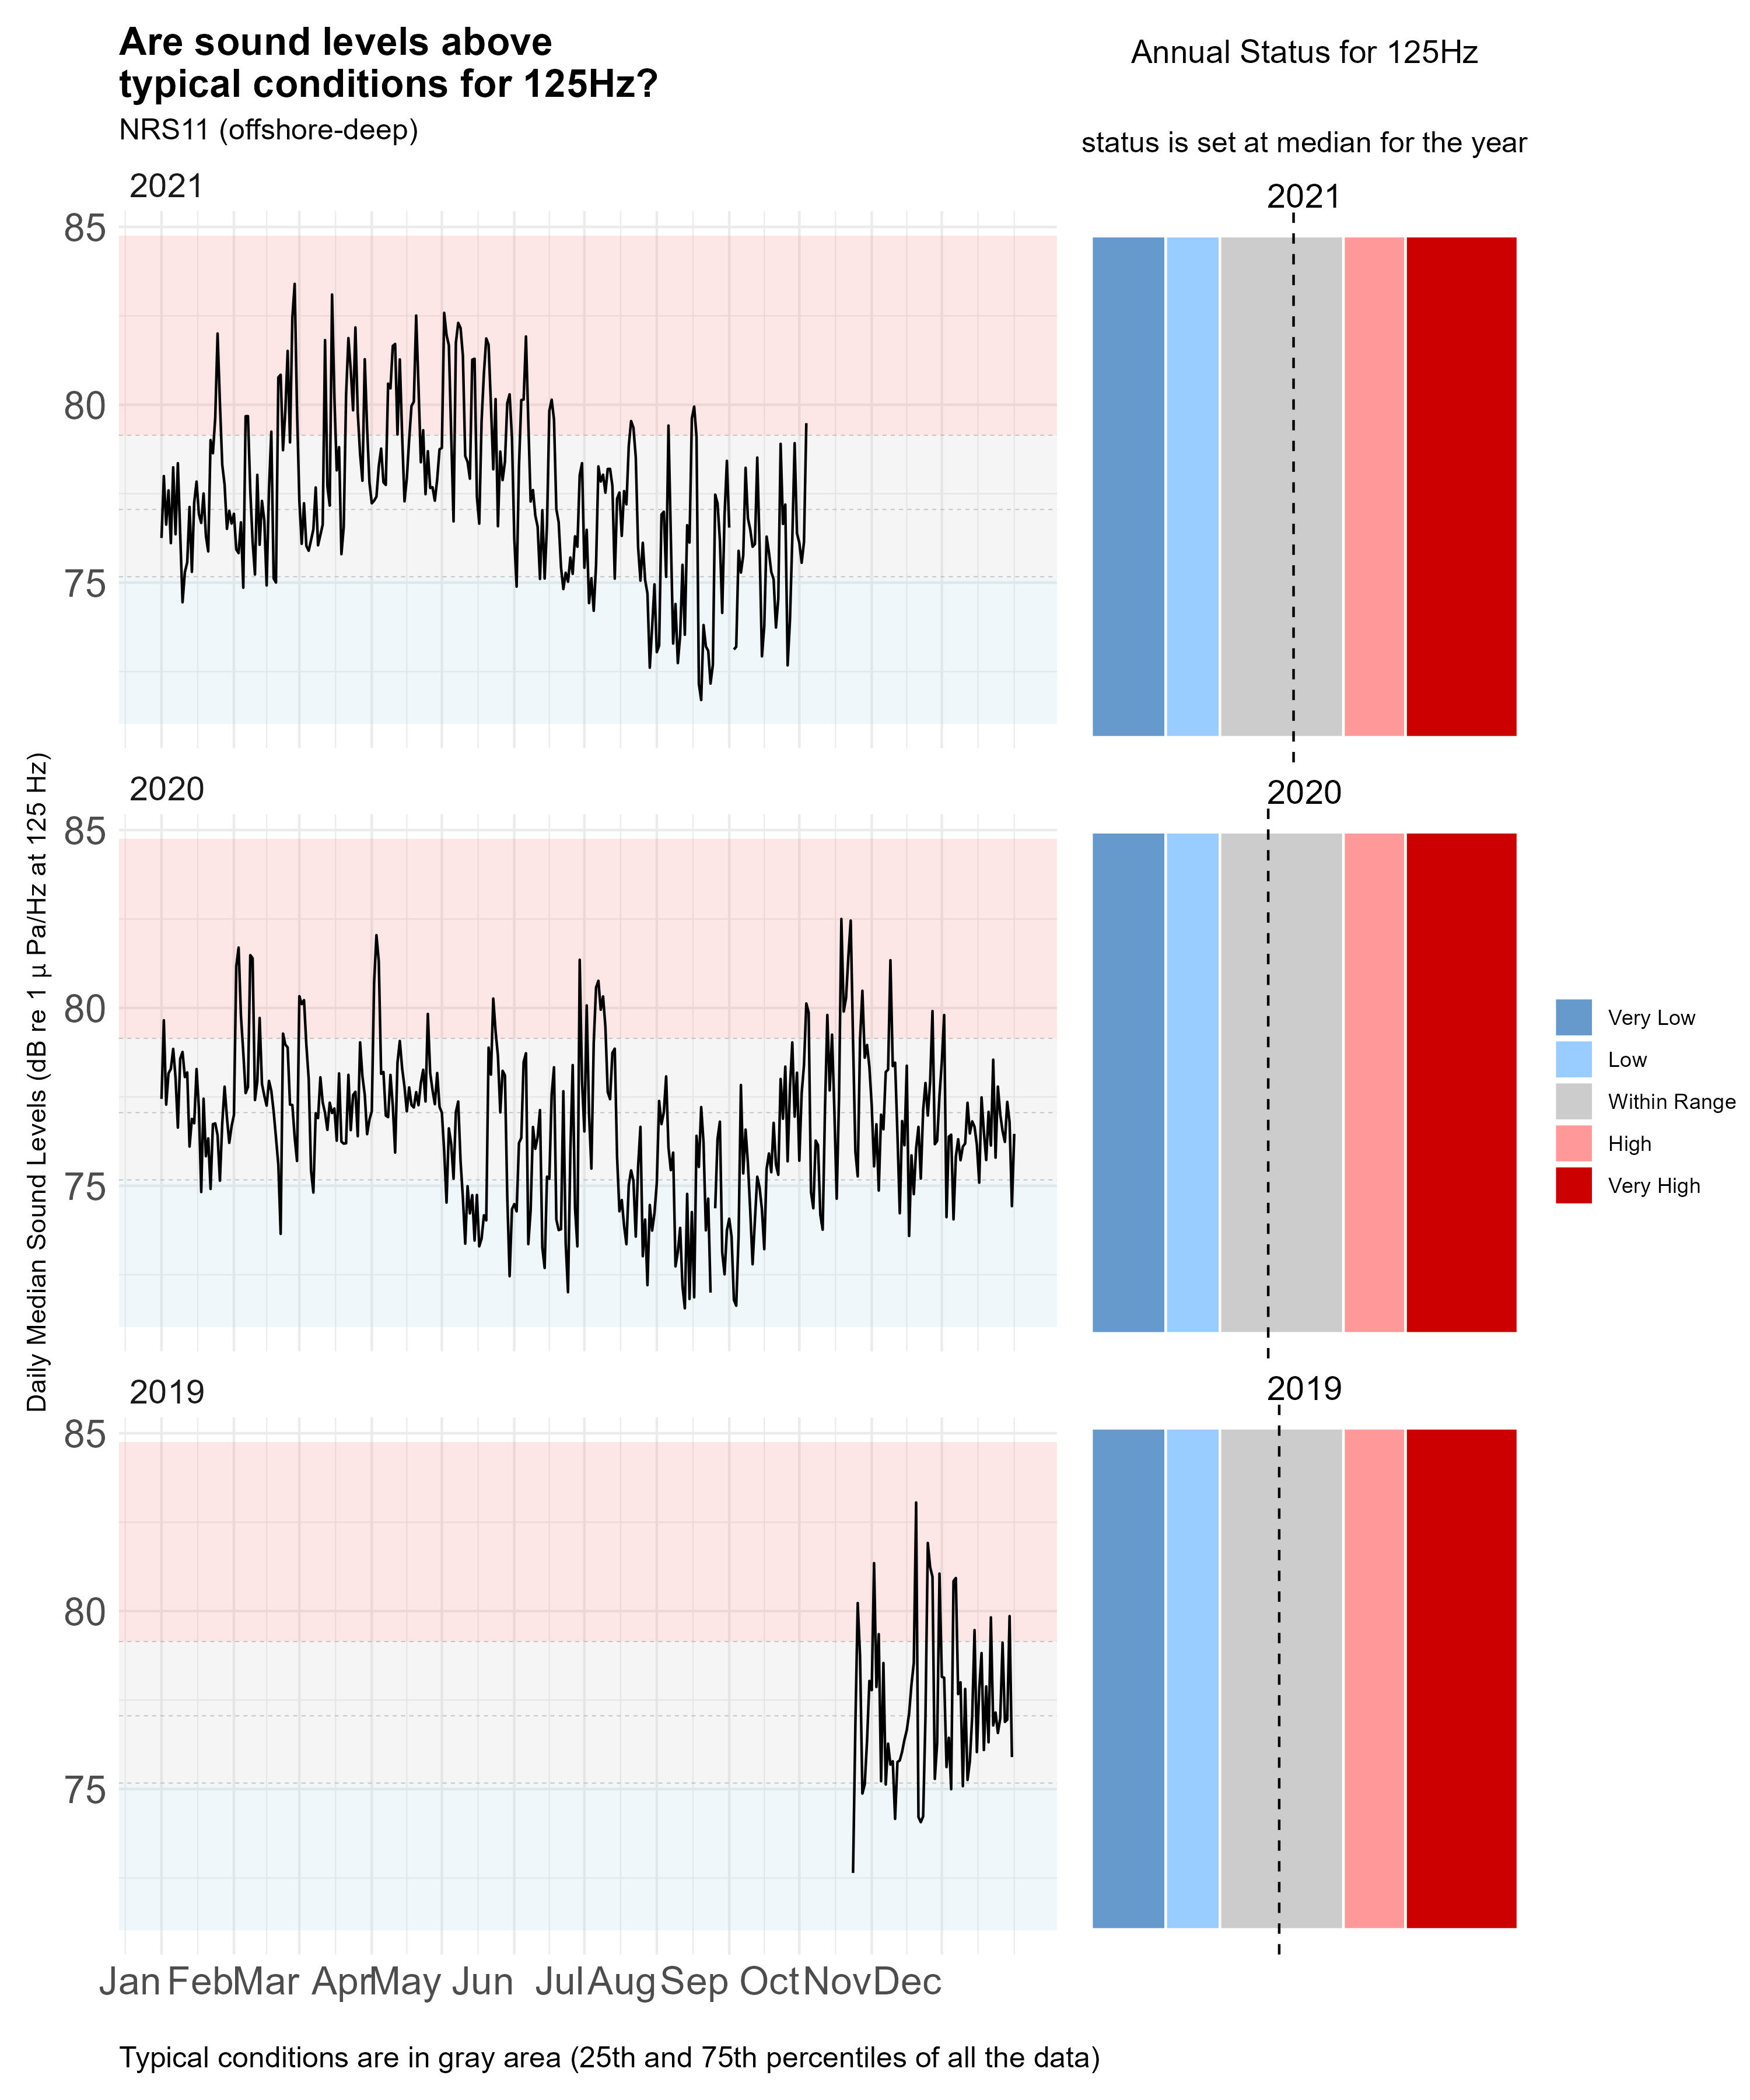 Are sound levels above
typical conditions for 125Hz?
NRS11 (offshore-deep)
Annual Status for 125Hz
status is set at median for the year
2021
2021
85
80
75
Daily Median Sound Levels (dB re 1 µ Pa/Hz at 125 Hz)
2020
2020
85
80
75
Very Low
Low
Within Range
High
Very High
2019
2019
85
80
75
Jan Feb Mar Apr May Jun Jul Aug Sep Oct Nov Dec
Typical conditions are in gray area (25th and 75th percentiles of all the data)